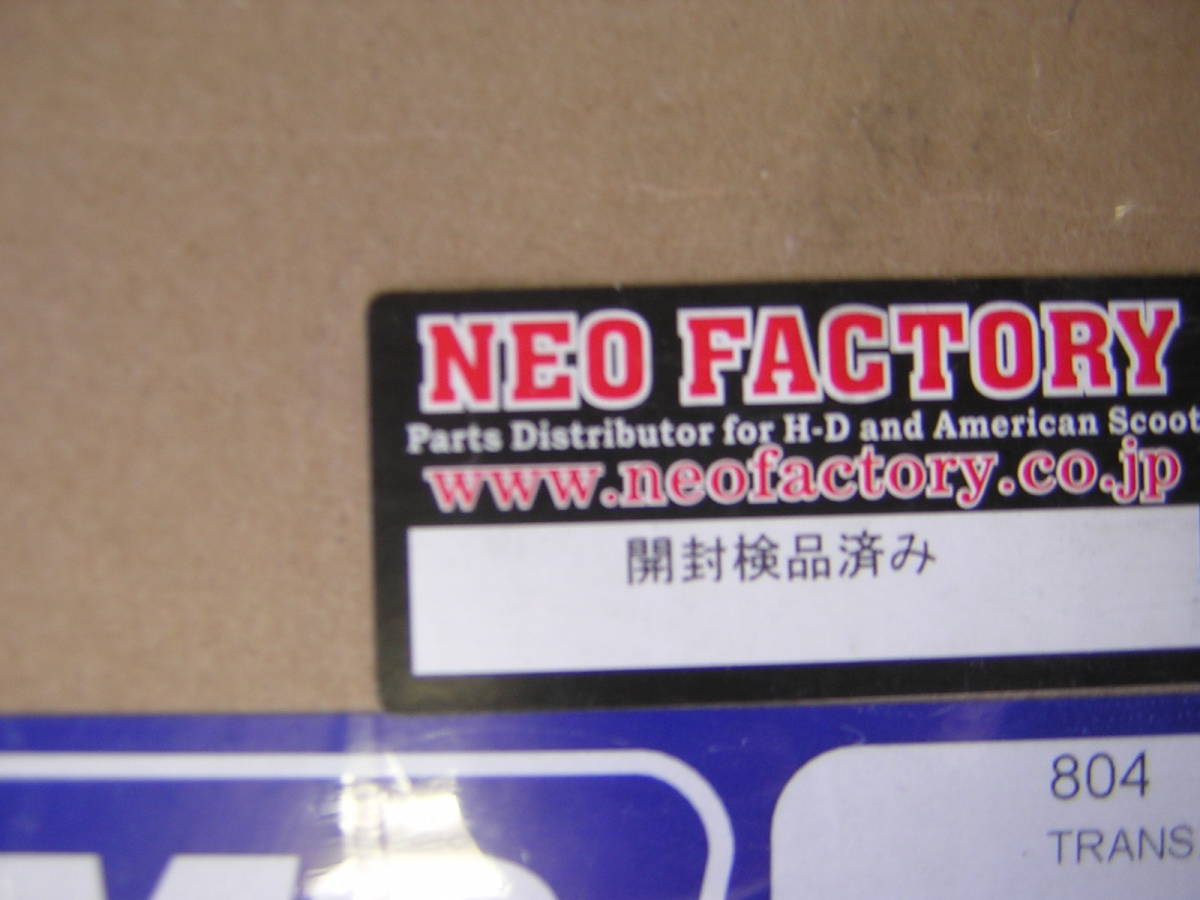 NEO FACTORY
Parts Distributor for H-D and American Scoot
www.neofactory.co.jp
開封検品済み
804
TRANS